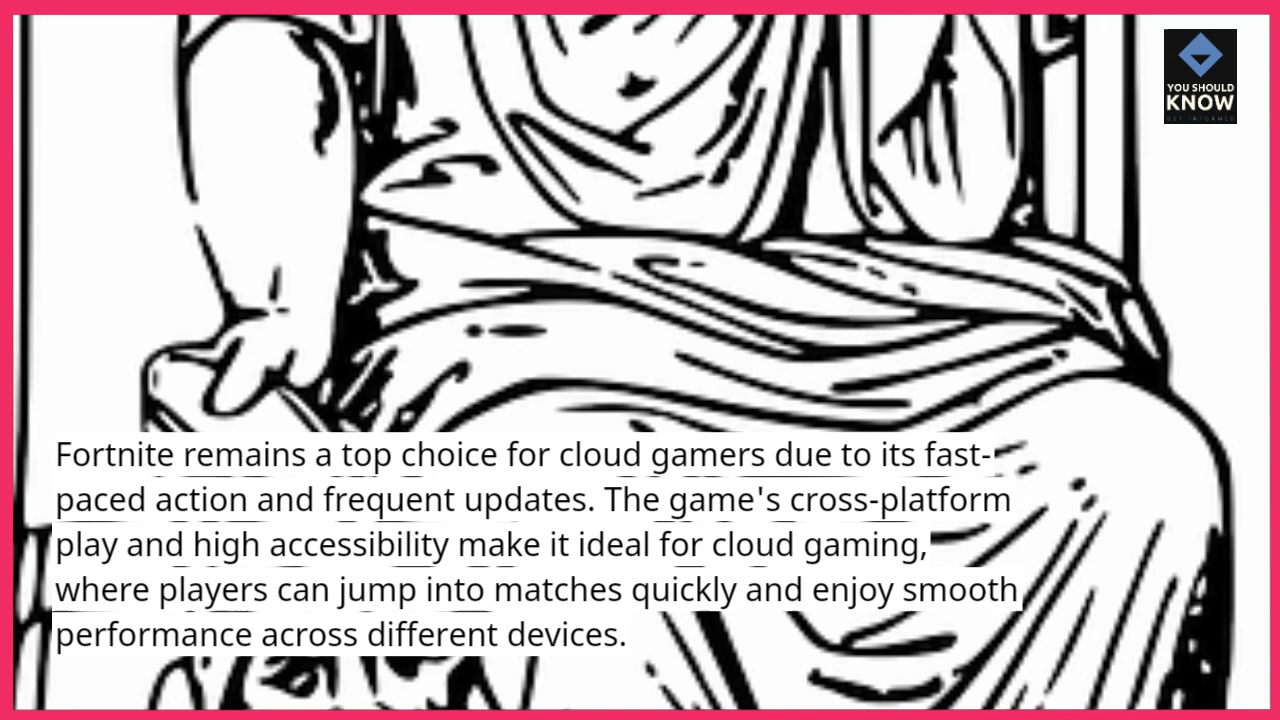 YOU SHOULD
KNOW
GET INFORMED
Fortnite remains a top choice for cloud gamers due to its fast-
paced action and frequent updates. The game's cross-platform
play and high accessibility make it ideal for cloud gaming,
where players can jump into matches quickly and enjoy smooth
performance across different devices.